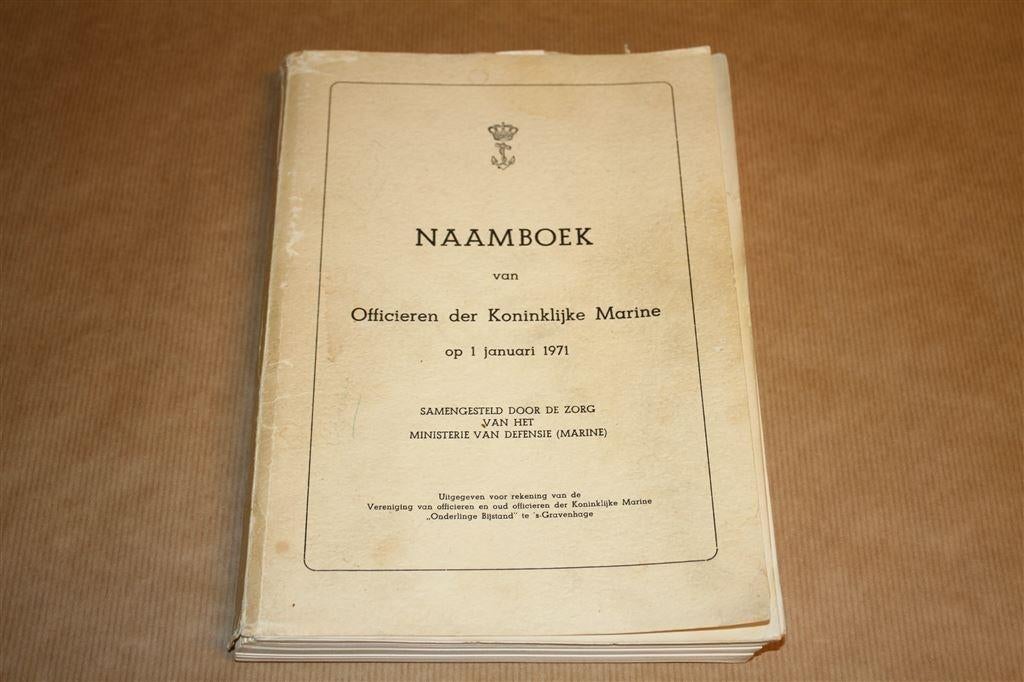 NAAMBOEK
van
Officieren der Koninklijke Marine
op 1 januari 1971
SAMENGESTELD DOOR DE ZORG
VAN HET
MINISTERIE VAN DEFENSIE (MARINE)
Uitgegeven voor rekening van de
Vereniging van officieren en oud officieren der Koninklijke Marine
„Onderlinge Bijstand" te 's-Gravenhage